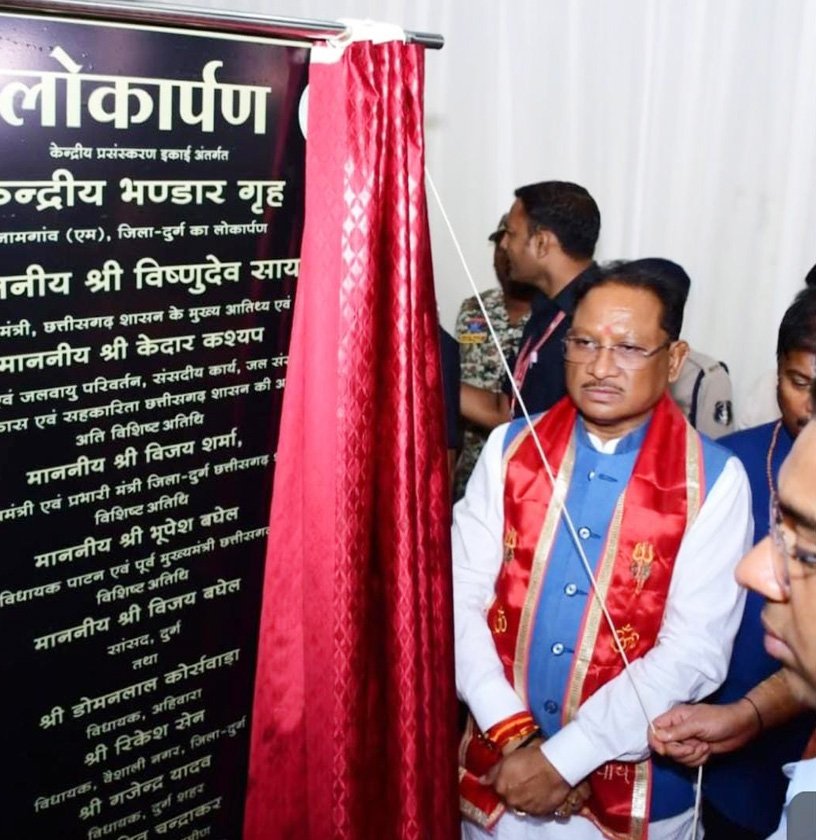 लोकार्पण
केन्द्रीय प्रसंस्करण इकाई अंतर्गत
केन्द्रीय भण्डार गृह
जामगांव (एम), जिला-दुर्ग का लोकार्पण
माननीय श्री विष्णुदेव साय
मंत्री, छत्तीसगढ़ शासन के मुख्य आतिथ्य एवं
माननीय श्री केदार कश्यप
एवं जलवायु परिवर्तन, संसदीय कार्य, जल
एवं सहकारिता छत्तीसगढ़ शासन की
अति विशिष्ट अतिथि
माननीय श्री विजय शर्मा,
मंत्री एवं प्रभारी मंत्री जिला-दुर्ग छत्तीसगढ़
विशिष्ट अतिथि
माननीय श्री भूपेश बघेल
विधायक पाटन एवं पूर्व मुख्यमंत्री छत्तीसगढ़
विशिष्ट अतिथि
माननीय श्री विजय बघेल
सांसद, दुर्ग
तथा
श्री डोमनलाल कोर्सेवाड़ा
विधायक, अहिवारा
श्री रिकेश सेन
विधायक, वैशाली नगर, जिला-दुर्ग
श्री गजेन्द्र यादव
विधायक, दुर्ग शहर
चन्द्राकर